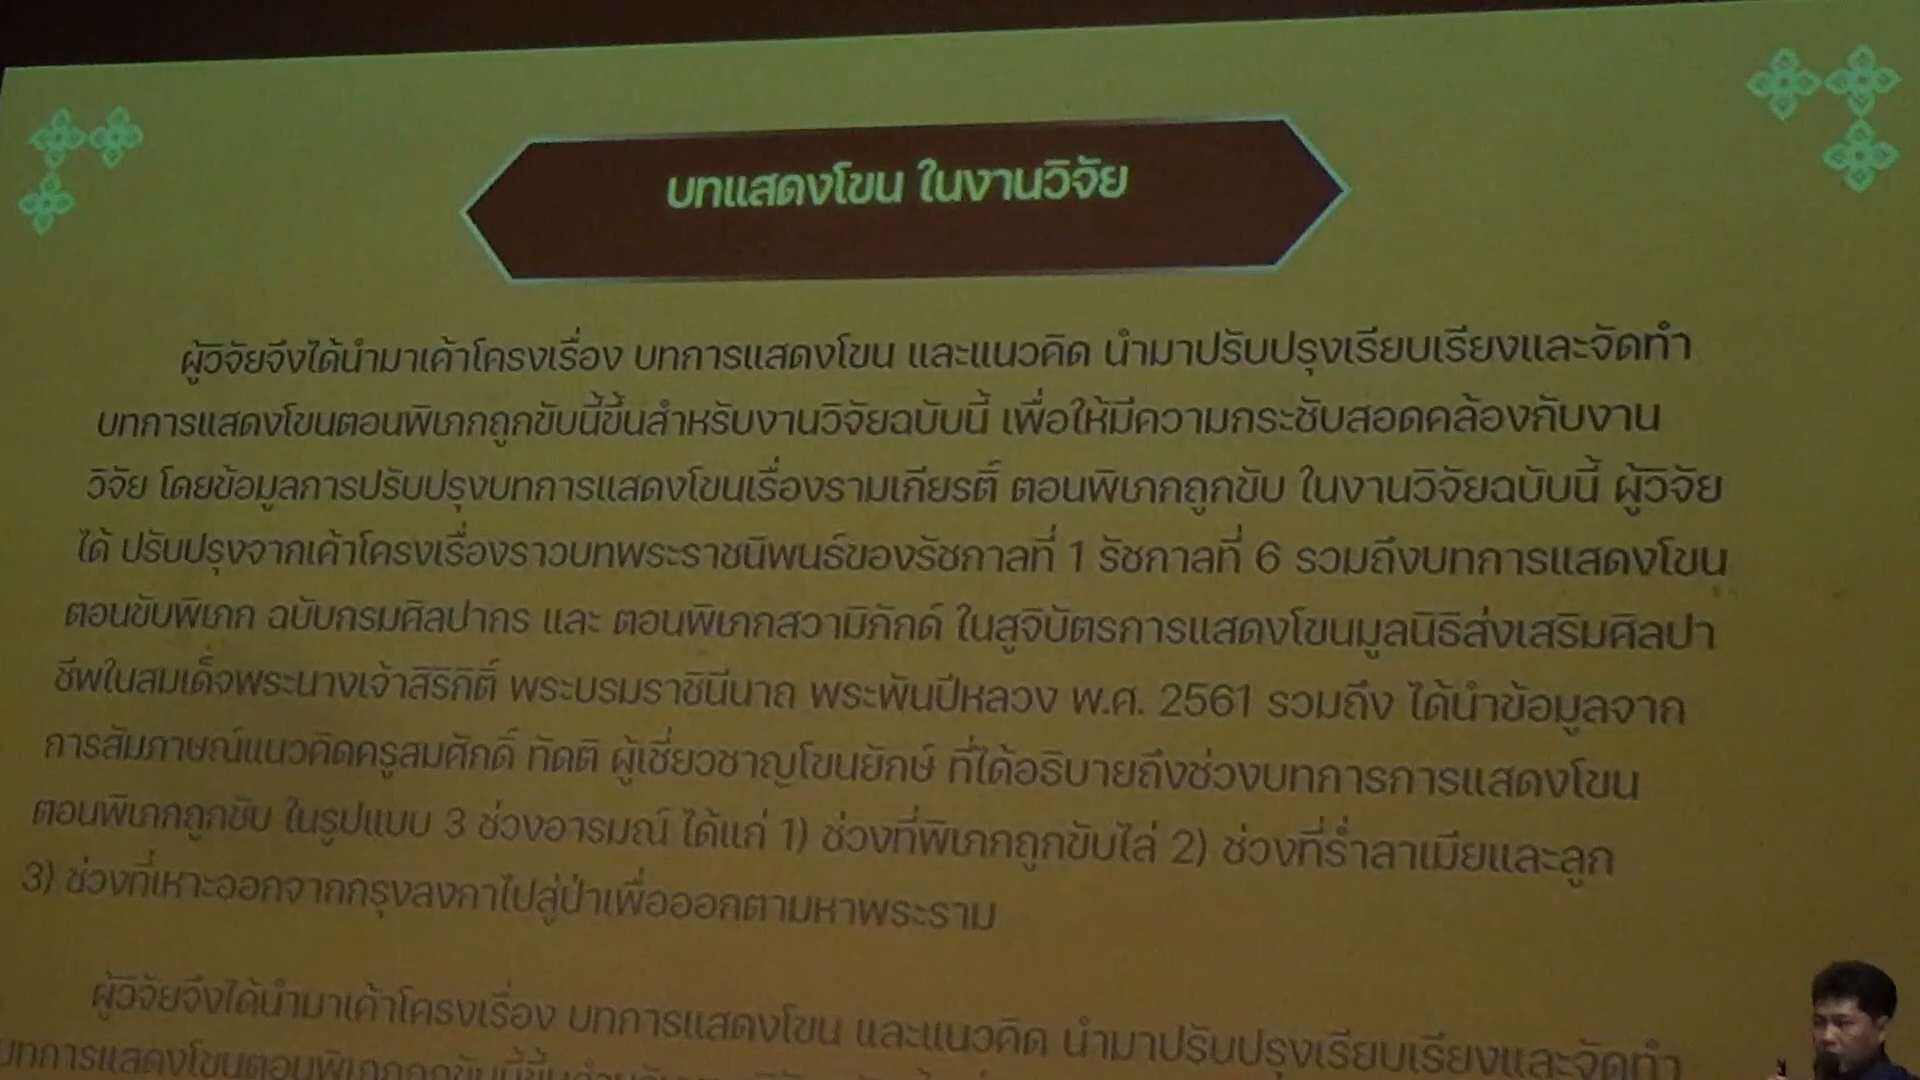 บทแสดงโขน ในงานวิจัย
ผู้วิจัยจึงได้นำมาเค้าโครงเรื่อง บทการแสดงโขน และแนวคิด นำมาปรับปรุงเรียบเรียงและจัดทำ
บทการแสดงโขนตอนพิเภกถูกขับนี้ขึ้นสำหรับงานวิจัยฉบับนี้ เพื่อให้มีความกระชับสอดคล้องกับงาน
วิจัย โดยข้อมูลการปรับปรุงบทการแสดงโขนเรื่องรามเกียรติ์ ตอนพิเภกถูกขับ ในงานวิจัยฉบับนี้ ผู้วิจัย
ได้ ปรับปรุงจากเค้าโครงเรื่องราวบทพระราชนิพนธ์ของรัชกาลที่ 1 รัชกาลที่ 6 รวมถึงบทการแสดงโขน
ตอนขับพิเภก ฉบับกรมศิลปากร และ ตอนพิเภกสวามิภักดิ์ ในสูจิบัตรการแสดงโขนมูลนิธิส่งเสริมศิลปา
ชีพในสมเด็จพระนางเจ้าสิริกิติ์ พระบรมราชินีนาถ พระพันปีหลวง พ.ศ. 2561 รวมถึง ได้นำข้อมูลจาก
การสัมภาษณ์แนวคิดครูสมศักดิ์ ทัดติ ผู้เชี่ยวชาญโขนยักษ์ ที่ได้อธิบายถึงช่วงบทการการแสดงโขน
ตอนพิเภกถูกขับ ในรูปแบบ 3 ช่วงอารมณ์ ได้แก่ 1) ช่วงที่พิเภกถูกขับไล่ 2) ช่วงที่ร่ำลาเมียและลูก
3) ช่วงที่เหาะออกจากกรุงลงกาไปสู่ป่าเพื่อออกตามหาพระราม
ผู้วิจัยจึงได้นำมาเค้าโครงเรื่อง บทการแสดงโขน และแนวคิด นำมาปรับปรุงเรียบเรียงและจัดทำ
บทการแสดงโขนตอนพิเภกถูกขับนี้ขึ้น